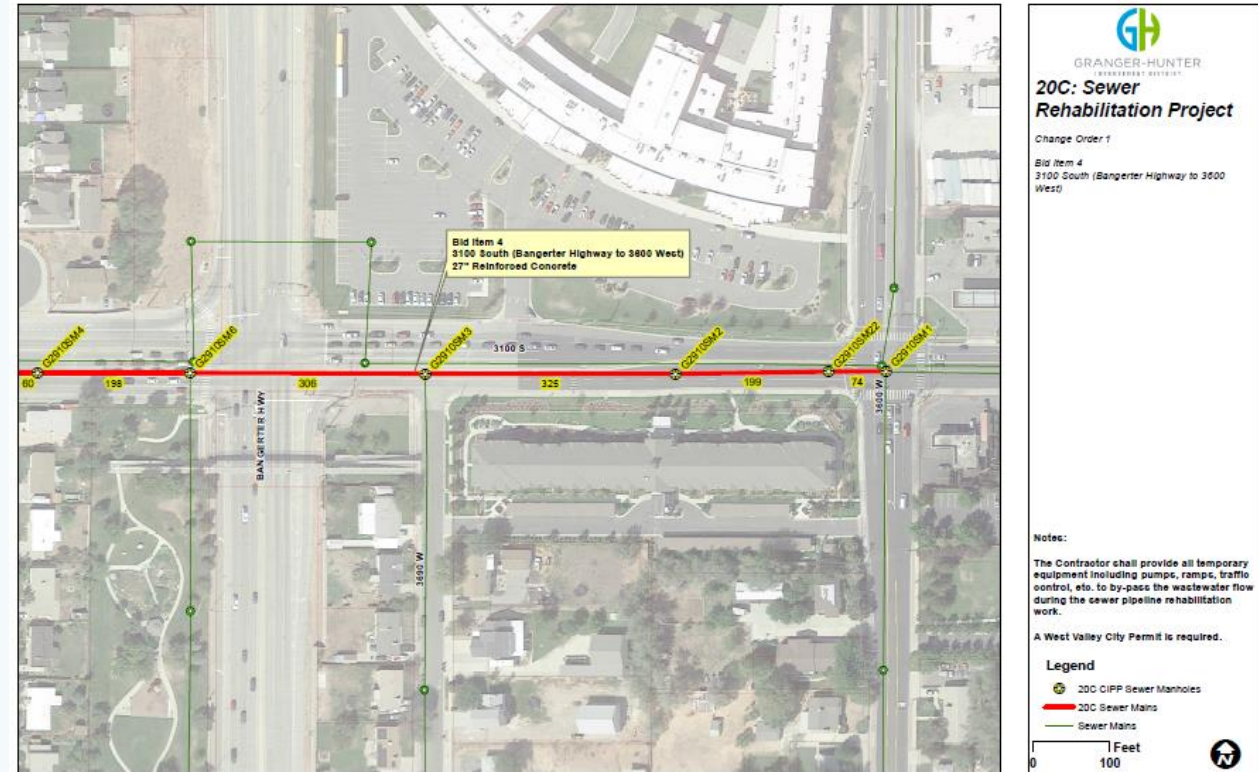 Bid Item 4
3100 South (Bangerter Highway to 3600 West)
27" Reinforced Concrete
G2910SM4
G2910SM6
G2910SM3
G2910SM2
G2910SM22
G2910SM1
3100 S
60
198
306
325
199
74
BANGERTER HWY
3690 W
3600 W
GH
GRANGER-HUNTER
IMPROVEMENT DISTRICT
20C: Sewer
Rehabilitation Project
Change Order 1
Bid Item 4
3100 South (Bangerter Highway to 3600
West)
Notes:
The Contractor shall provide all temporary
equipment including pumps, ramps, traffic
control, etc. to by-pass the wastewater flow
during the sewer pipeline rehabilitation
work.
A West Valley City Permit is required.
Legend
20C CIPP Sewer Manholes
20C Sewer Mains
Sewer Mains
Feet
0 100
N